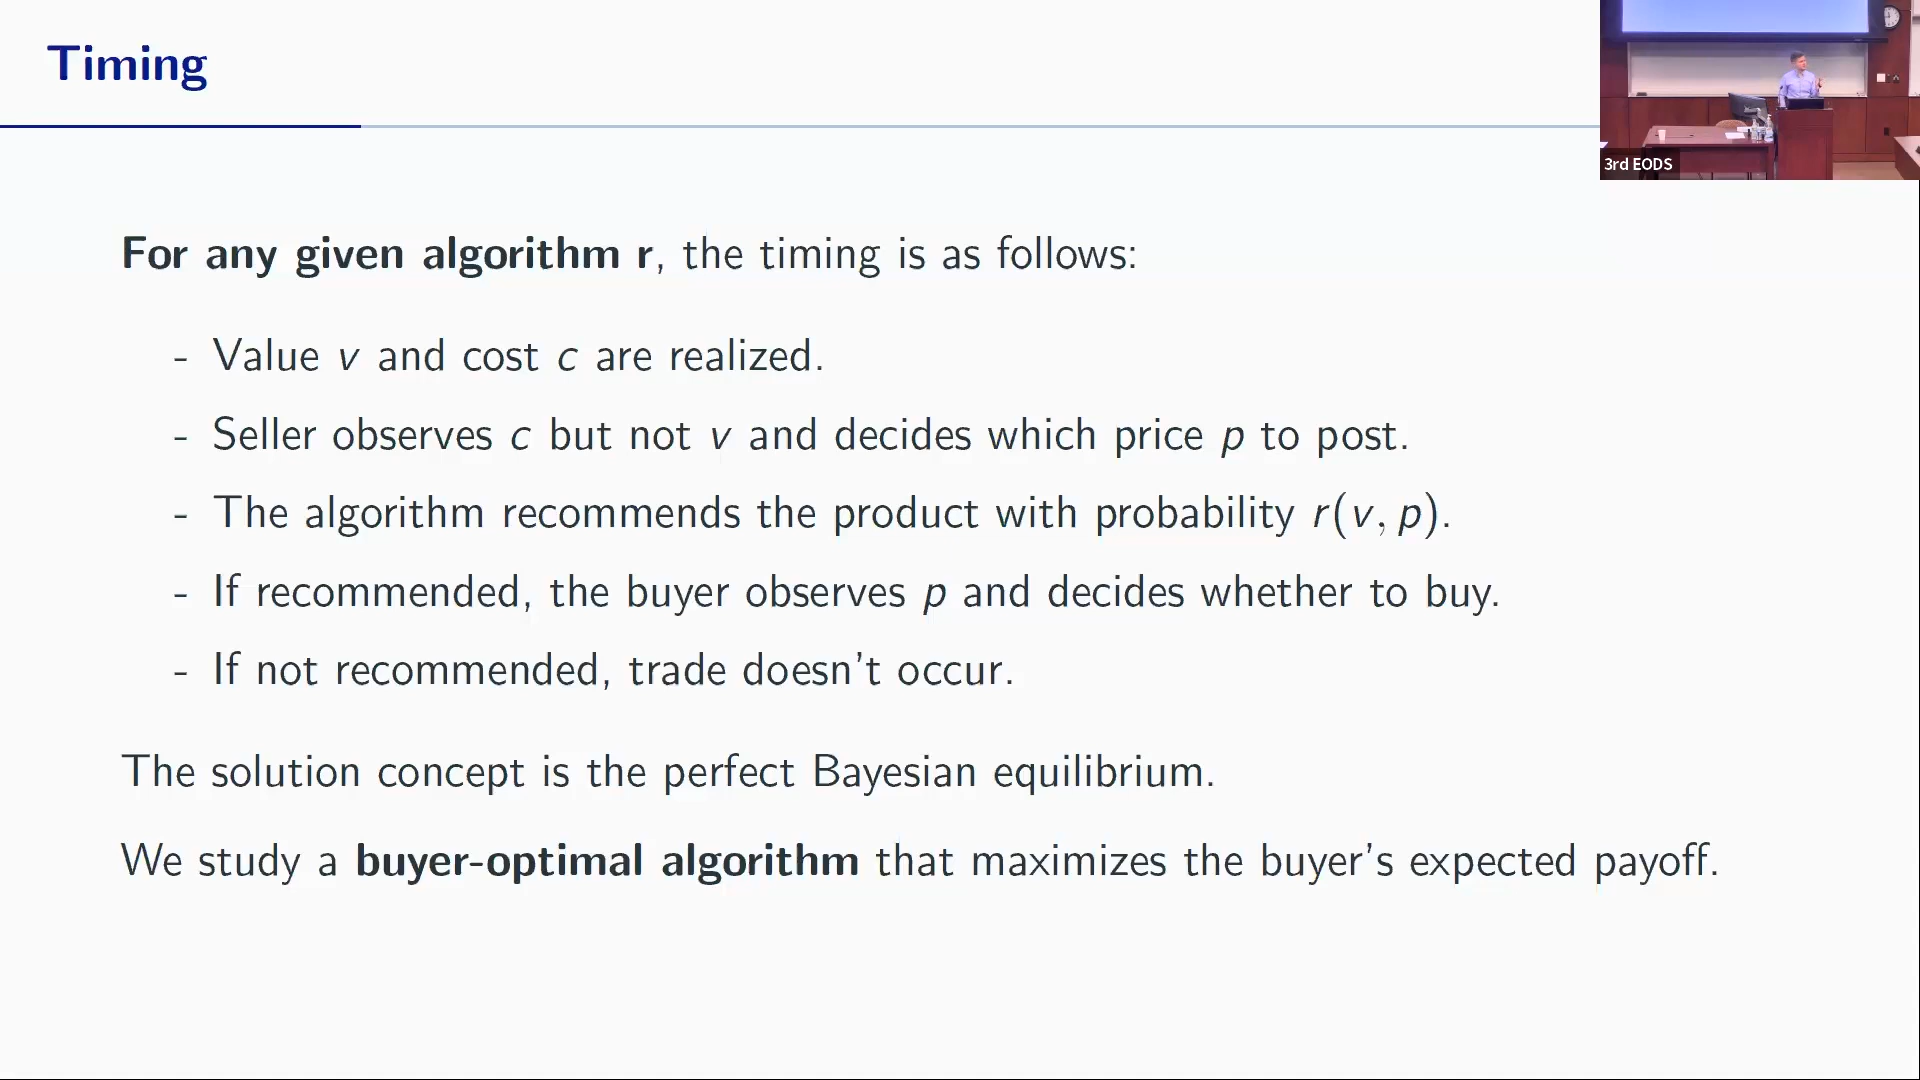 Timing
3rd EODS
For any given algorithm r, the timing is as follows:
- Value v and cost c are realized.
- Seller observes c but not v and decides which price p to post.
- The algorithm recommends the product with probability r(v, p).
- If recommended, the buyer observes p and decides whether to buy.
- If not recommended, trade doesn't occur.
The solution concept is the perfect Bayesian equilibrium.
We study a buyer-optimal algorithm that maximizes the buyer's expected payoff.